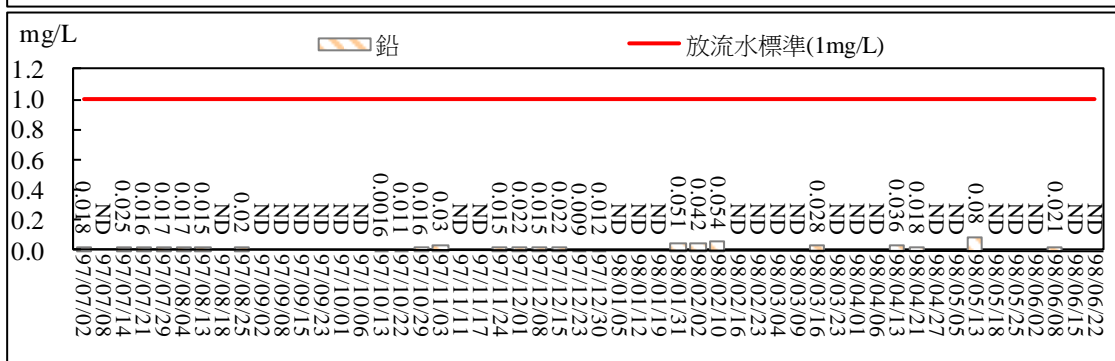 mg/L
鉛
放流水標準(1mg/L)
1.2
1.0
0.8
0.6
0.4
0.2
0.0
0.018
ND
0.025
0.016
0.017
0.017
0.015
ND
0.02
ND
ND
ND
ND
ND
ND
0.0016
0.011
0.016
0.03
ND
ND
0.015
0.022
0.015
0.022
0.009
0.012
ND
ND
ND
0.051
0.042
0.054
ND
ND
ND
ND
0.028
ND
ND
ND
0.036
0.018
ND
ND
0.08
ND
ND
ND
0.021
ND
ND
97/07/02
97/07/08
97/07/14
97/07/21
97/07/29
97/08/04
97/08/13
97/08/18
97/08/25
97/09/02
97/09/08
97/09/15
97/09/23
97/10/01
97/10/06
97/10/13
97/10/22
97/10/29
97/11/03
97/11/11
97/11/17
97/11/24
97/12/01
97/12/08
97/12/15
97/12/23
97/12/30
98/01/05
98/01/12
98/01/19
98/01/31
98/02/02
98/02/10
98/02/16
98/02/23
98/03/04
98/03/09
98/03/16
98/03/23
98/04/01
98/04/06
98/04/13
98/04/21
98/04/27
98/05/05
98/05/13
98/05/18
98/05/25
98/06/02
98/06/08
98/06/15
98/06/22